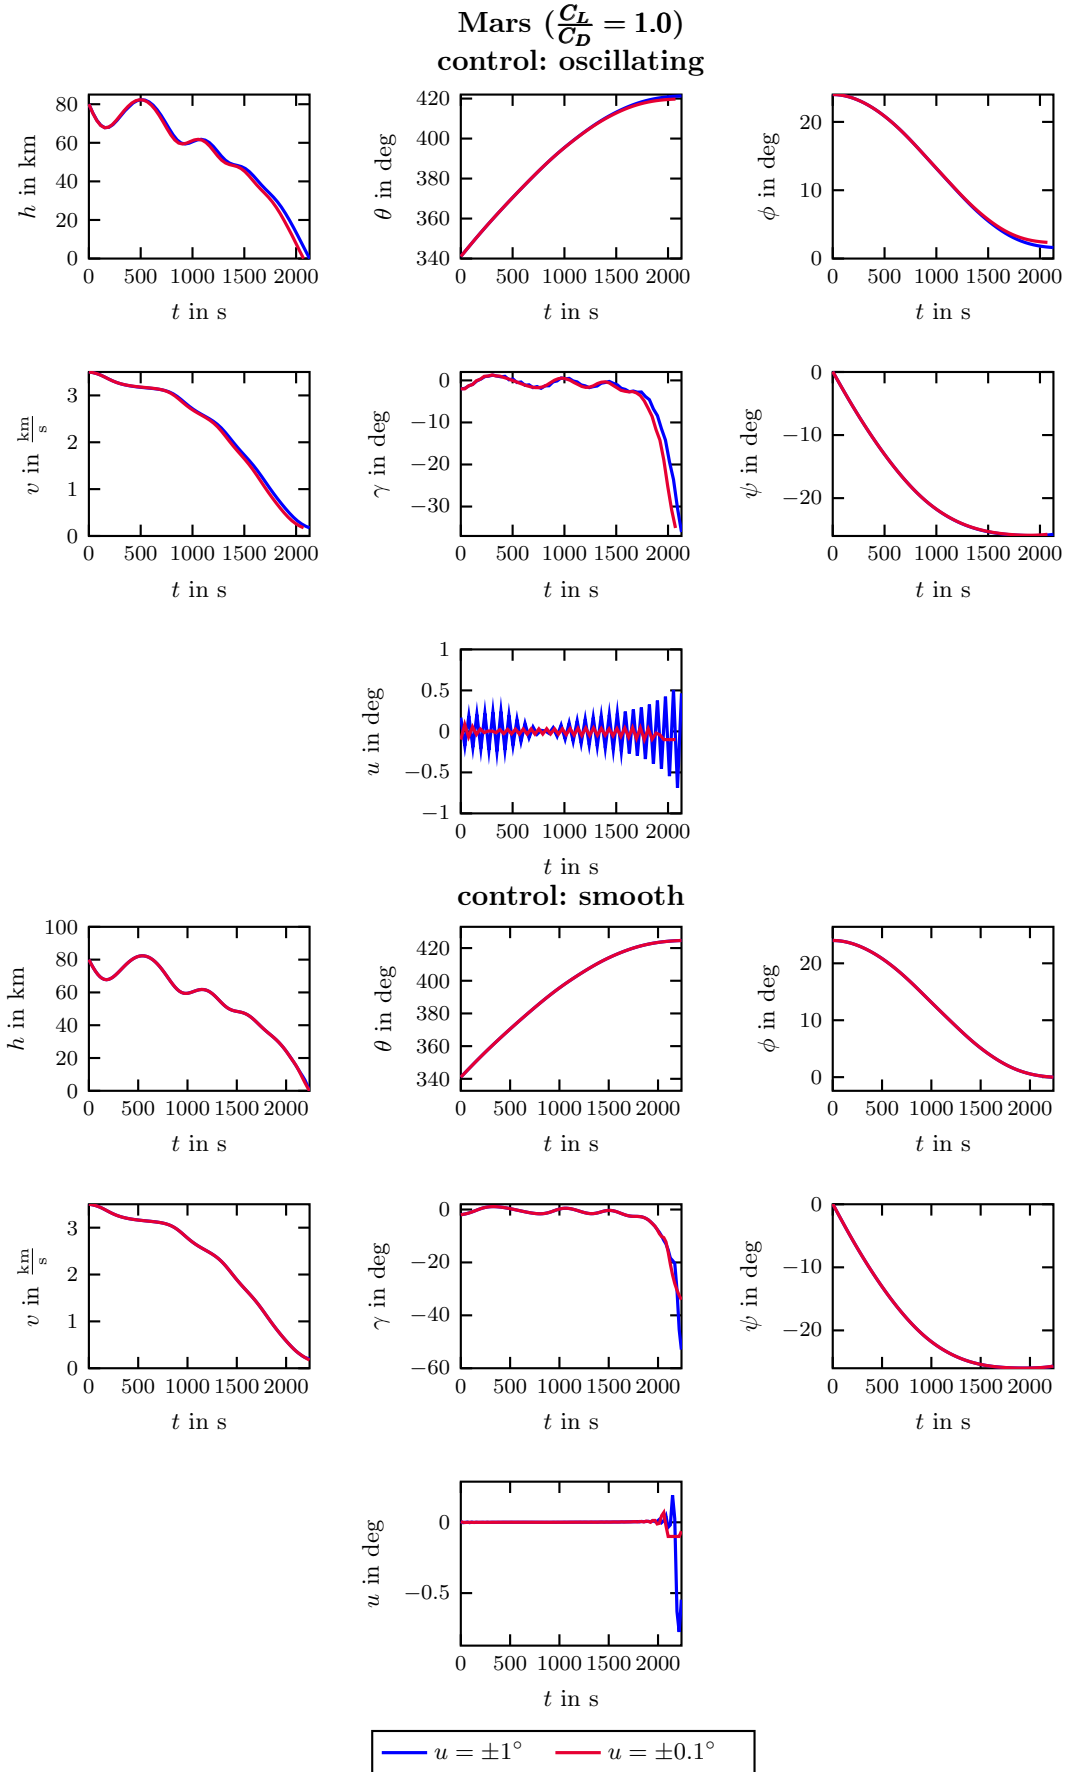 Mars (C_L/C_D = 1.0)
control: oscillating
h in km
80
60
40
20
0
0 500 1000 1500 2000
t in s
θ in deg
420
400
380
360
340
0 500 1000 1500 2000
t in s
ϕ in deg
20
10
0
0 500 1000 1500 2000
t in s
v in km/s
3
2
1
0
0 500 1000 1500 2000
t in s
γ in deg
0
−10
−20
−30
0 500 1000 1500 2000
t in s
ψ in deg
0
−10
−20
0 500 1000 1500 2000
t in s
u in deg
1
0.5
0
−0.5
−1
0 500 1000 1500 2000
t in s
control: smooth
h in km
100
80
60
40
20
0
0 500 1000 1500 2000
t in s
θ in deg
420
400
380
360
340
0 500 1000 1500 2000
t in s
ϕ in deg
20
10
0
0 500 1000 1500 2000
t in s
v in km/s
3
2
1
0
0 500 1000 1500 2000
t in s
γ in deg
0
−20
−40
−60
0 500 1000 1500 2000
t in s
ψ in deg
0
−10
−20
0 500 1000 1500 2000
t in s
u in deg
0
−0.5
0 500 1000 1500 2000
t in s
u = ±1° u = ±0.1°